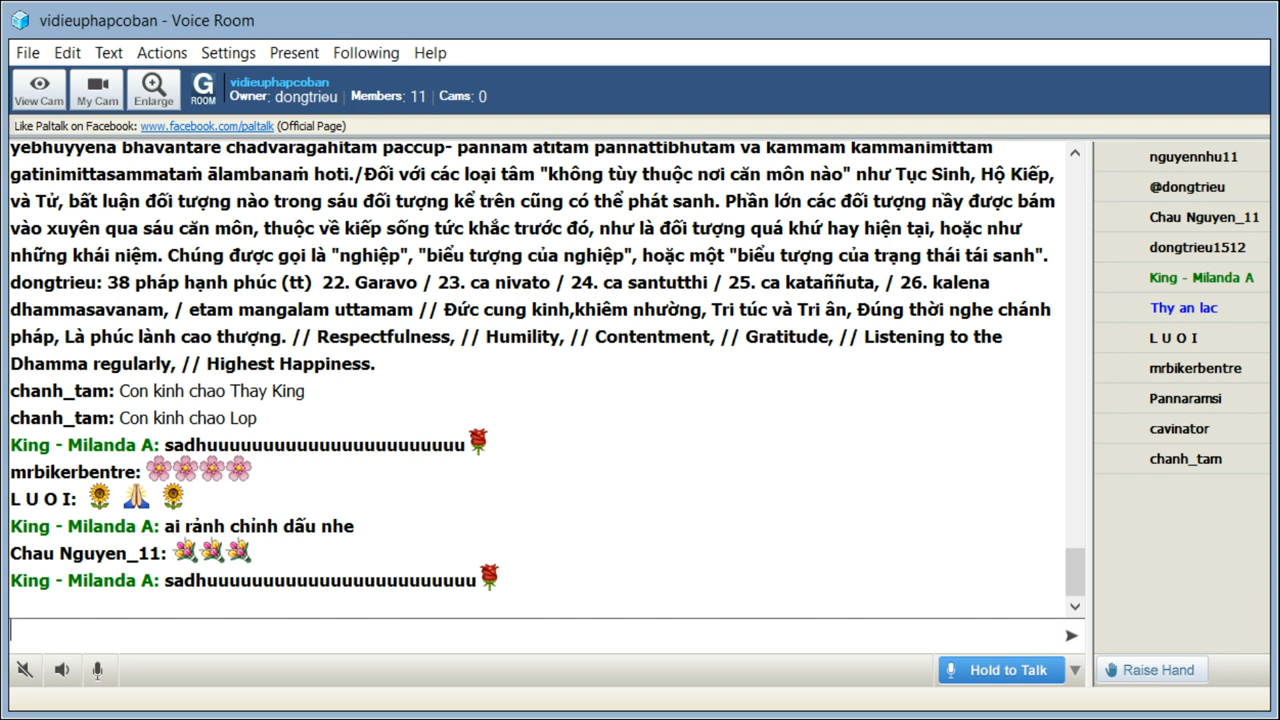 vidieuphapcoban - Voice Room
File Edit Text Actions Settings Present Following Help
View Cam My Cam Enlarge G ROOM
vidieuphapcoban
Owner: dongtrieu | Members: 11 | Cams: 0
Like Paltalk on Facebook: www.facebook.com/paltalk (Official Page)
yebhuyyena bhavantare chadvaragahitam paccup- pannam atitam pannattibhutam va kammam kammanimittam
gatinimittasammataṁ ālambanaṁ hoti./Đối với các loại tâm "không tùy thuộc nơi căn môn nào" như Tục Sinh, Hộ Kiếp,
và Tử, bất luận đối tượng nào trong sáu đối tượng kể trên cũng có thể phát sanh. Phần lớn các đối tượng nầy được bám
vào xuyên qua sáu căn môn, thuộc về kiếp sống tức khắc trước đó, như là đối tượng quá khứ hay hiện tại, hoặc như
những khái niệm. Chúng được gọi là "nghiệp", "biểu tượng của nghiệp", hoặc một "biểu tượng của trạng thái tái sanh".
dongtrieu: 38 pháp hạnh phúc (tt) 22. Garavo / 23. ca nivato / 24. ca santutthi / 25. ca kataññuta, / 26. kalena
dhammasavanam, / etam mangalam uttamam // Đức cung kinh,khiêm nhường, Tri túc và Tri ân, Đúng thời nghe chánh
pháp, Là phúc lành cao thượng. // Respectfulness, // Humility, // Contentment, // Gratitude, // Listening to the
Dhamma regularly, // Highest Happiness.
chanh_tam: Con kinh chao Thay King
chanh_tam: Con kinh chao Lop
King - Milanda A: sadhuuuuuuuuuuuuuuuuuuuuuuu
mrbikerbentre:
L U O I:
King - Milanda A: ai rảnh chỉnh dấu nhe
Chau Nguyen_11:
King - Milanda A: sadhuuuuuuuuuuuuuuuuuuuuuuuu
Hold to Talk
nguyennhu11
@dongtrieu
Chau Nguyen_11
dongtrieu1512
King - Milanda A
Thy an lac
L U O I
mrbikerbentre
Pannaramsi
cavinator
chanh_tam
Raise Hand